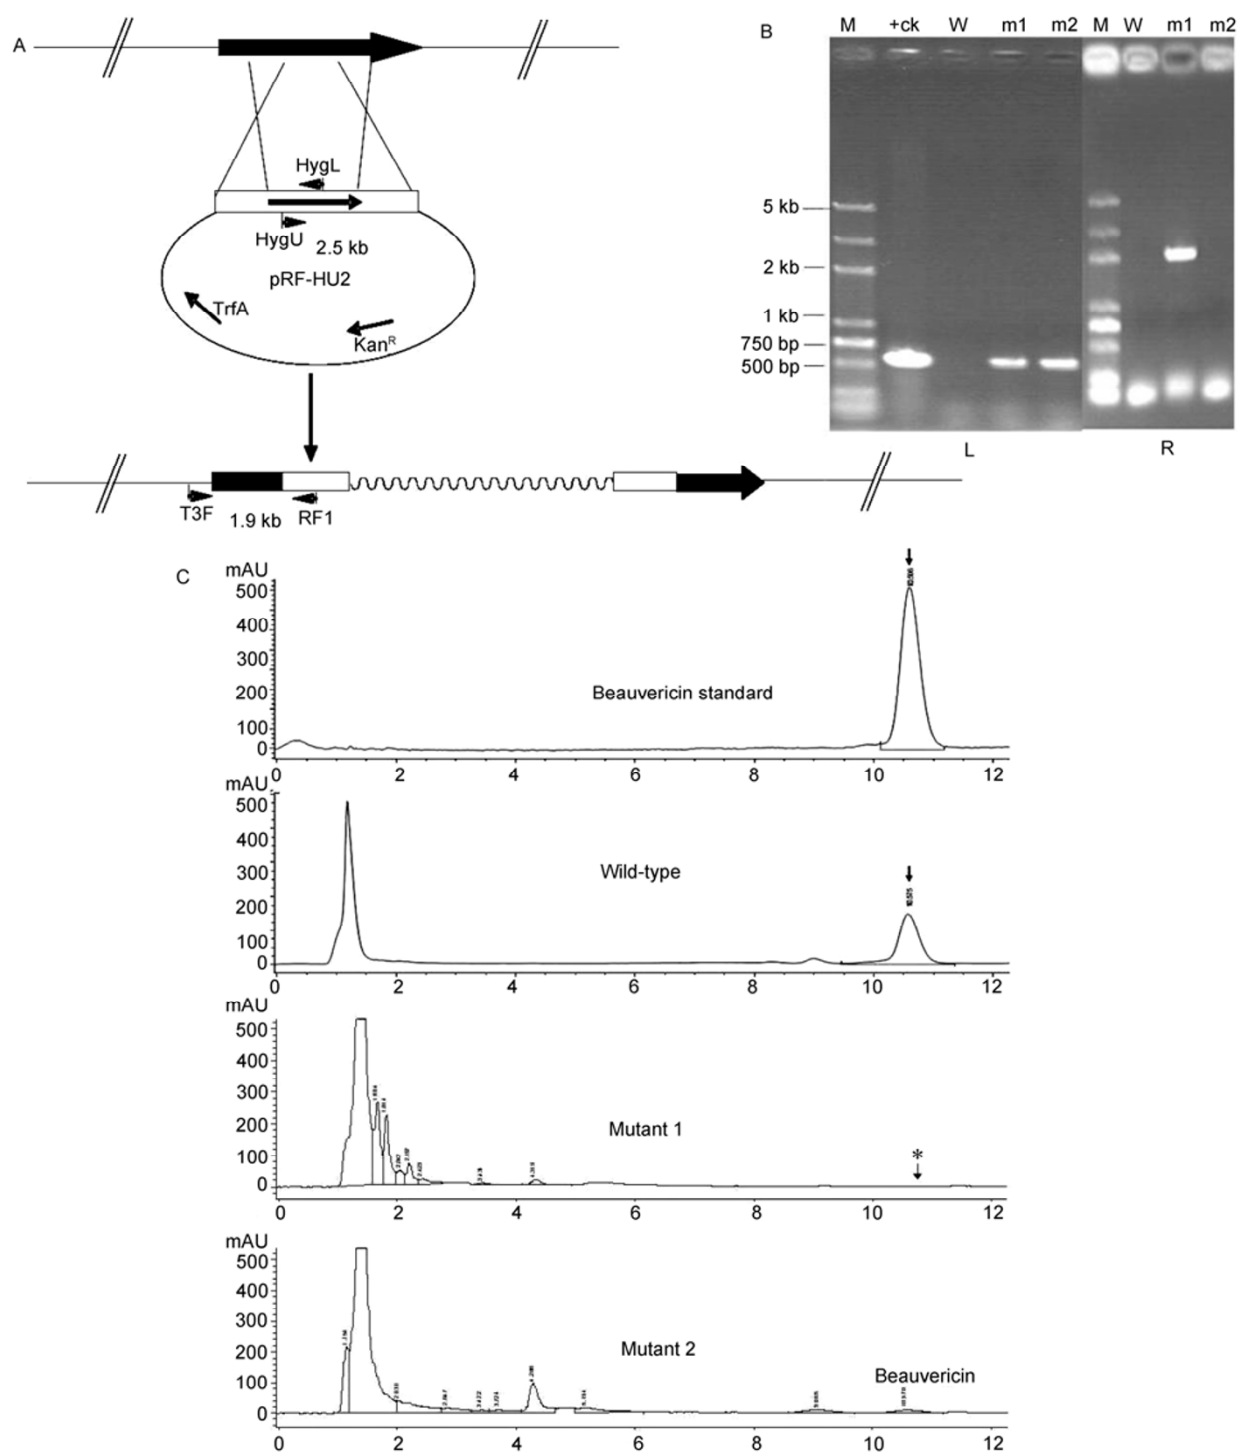 A
HygL
HygU
2.5 kb
pRF-HU2
TrfA
KanR
T3F
1.9 kb
RF1
B
M +ck W m1 m2 M W m1 m2
5 kb
2 kb
1 kb
750 bp
500 bp
L R
C
mAU
500
400
300
200
100
0
Beauvericin standard
0 2 4 6 8 10 12
mAU
500
400
300
200
100
0
Wild-type
0 2 4 6 8 10 12
mAU
500
400
300
200
100
0
Mutant 1
*
0 2 4 6 8 10 12
mAU
500
400
300
200
100
0
Mutant 2
Beauvericin
0 2 4 6 8 10 12